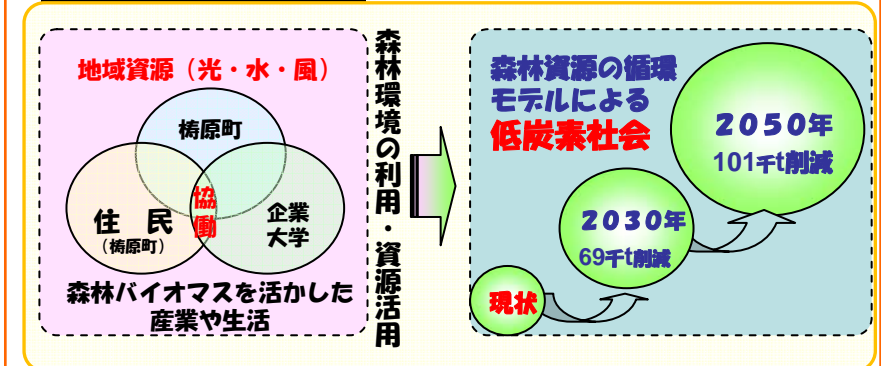 地域資源（光・水・風）
梼原町
協
働
住 民
（梼原町）
企業
大学
森林バイオマスを活かした
産業や生活
森林環境の利用・資源活用
森林資源の循環
モデルによる
低炭素社会
２０５０年
101千t削減
２０３０年
69千t削減
現状